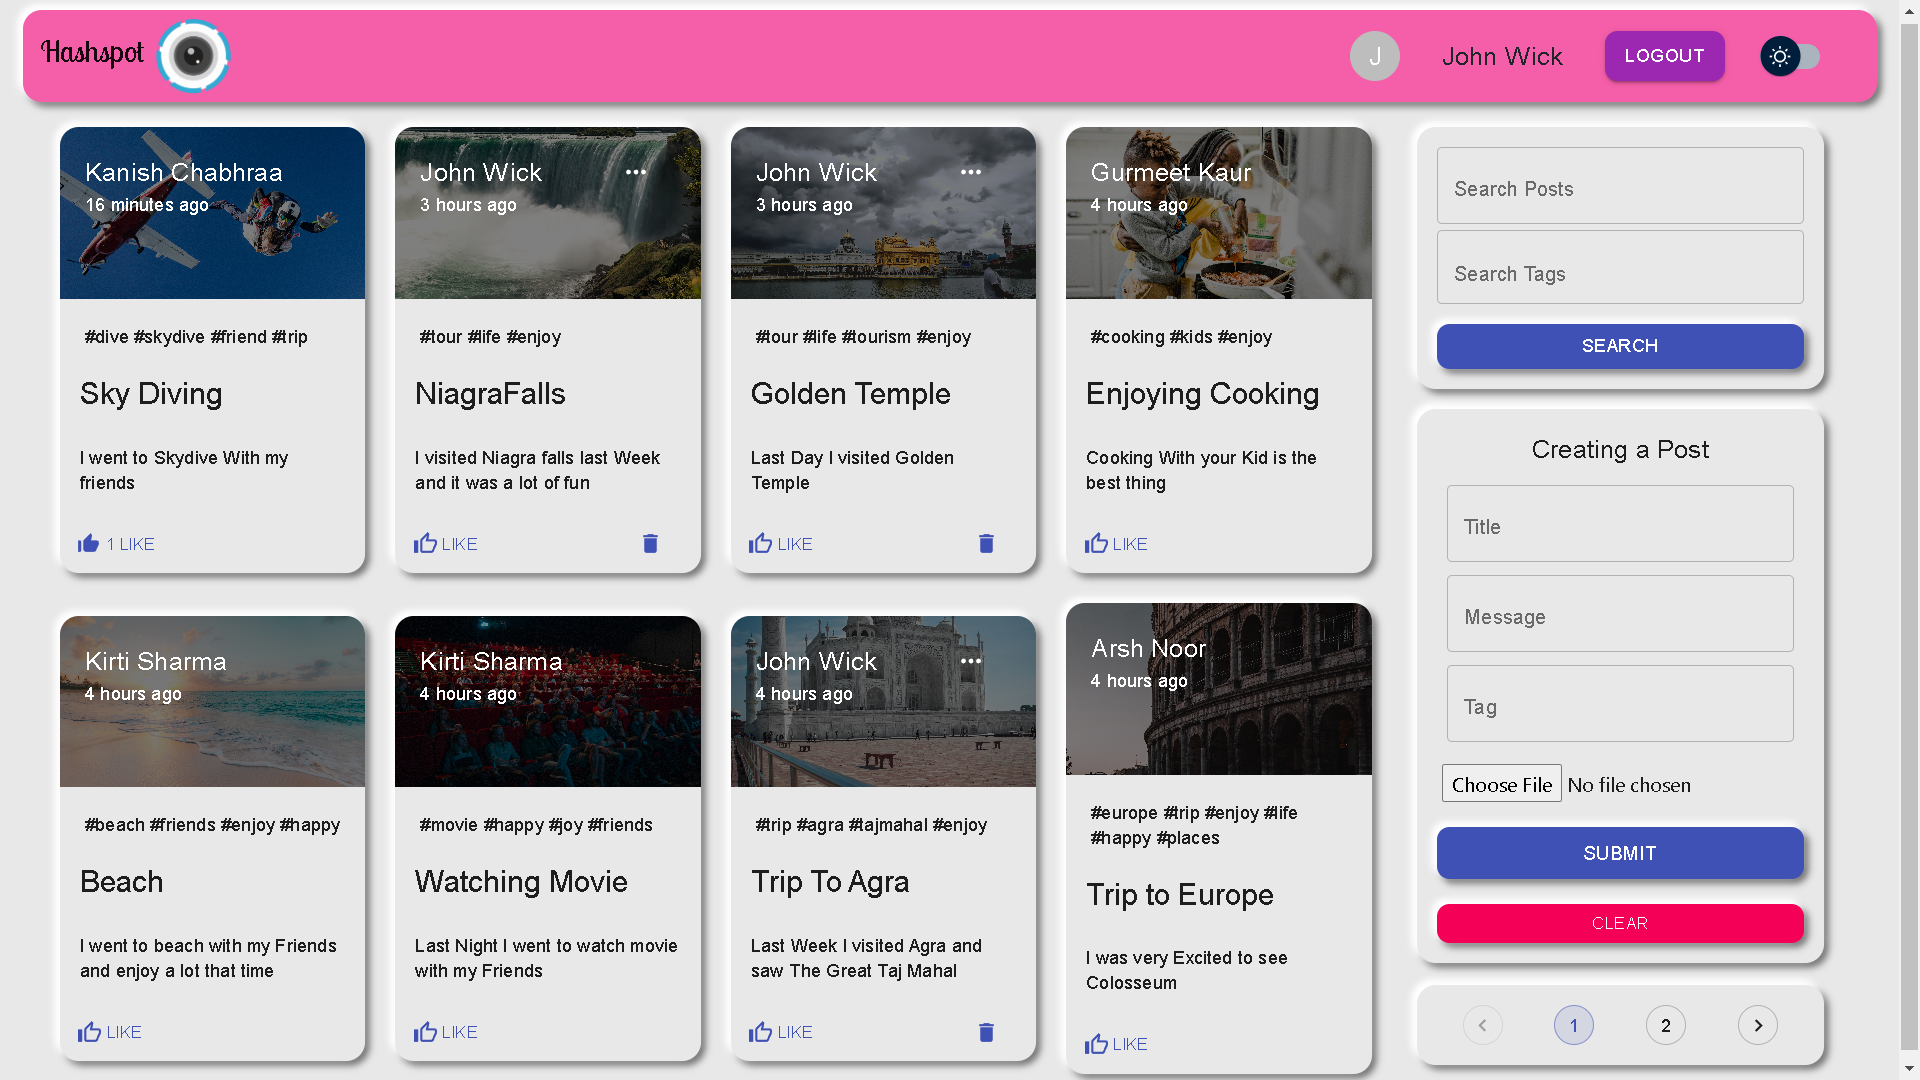 Hashspot
J
John Wick
LOGOUT
Kanish Chabhraa
16 minutes ago
#dive #skydive #friend #trip
Sky Diving
I went to Skydive With my
friends
1 LIKE
John Wick
3 hours ago
#tour #life #enjoy
NiagraFalls
I visited Niagra falls last Week
and it was a lot of fun
LIKE
John Wick
3 hours ago
#tour #life #tourism #enjoy
Golden Temple
Last Day I visited Golden
Temple
LIKE
Gurmeet Kaur
4 hours ago
#cooking #kids #enjoy
Enjoying Cooking
Cooking With your Kid is the
best thing
LIKE
Kirti Sharma
4 hours ago
#beach #friends #enjoy #happy
Beach
I went to beach with my Friends
and enjoy a lot that time
LIKE
Kirti Sharma
4 hours ago
#movie #happy #joy #friends
Watching Movie
Last Night I went to watch movie
with my Friends
LIKE
John Wick
4 hours ago
#trip #agra #tajmahal #enjoy
Trip To Agra
Last Week I visited Agra and
saw The Great Taj Mahal
LIKE
Arsh Noor
4 hours ago
#europe #trip #enjoy #life
#happy #places
Trip to Europe
I was very Excited to see
Colosseum
LIKE
Search Posts
Search Tags
SEARCH
Creating a Post
Title
Message
Tag
Choose File No file chosen
SUBMIT
CLEAR
1 2